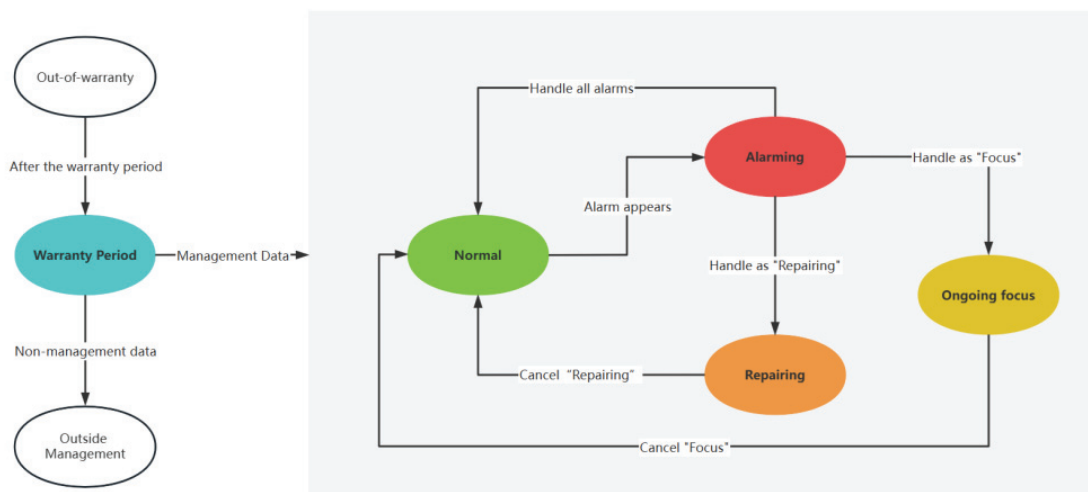 Out-of-warranty
After the warranty period
Warranty Period
Management Data
Non-management data
Outside
Management
Handle all alarms
Alarming
Handle as "Focus"
Alarm appears
Normal
Handle as "Repairing"
Ongoing focus
Cancel “Repairing”
Repairing
Cancel "Focus"